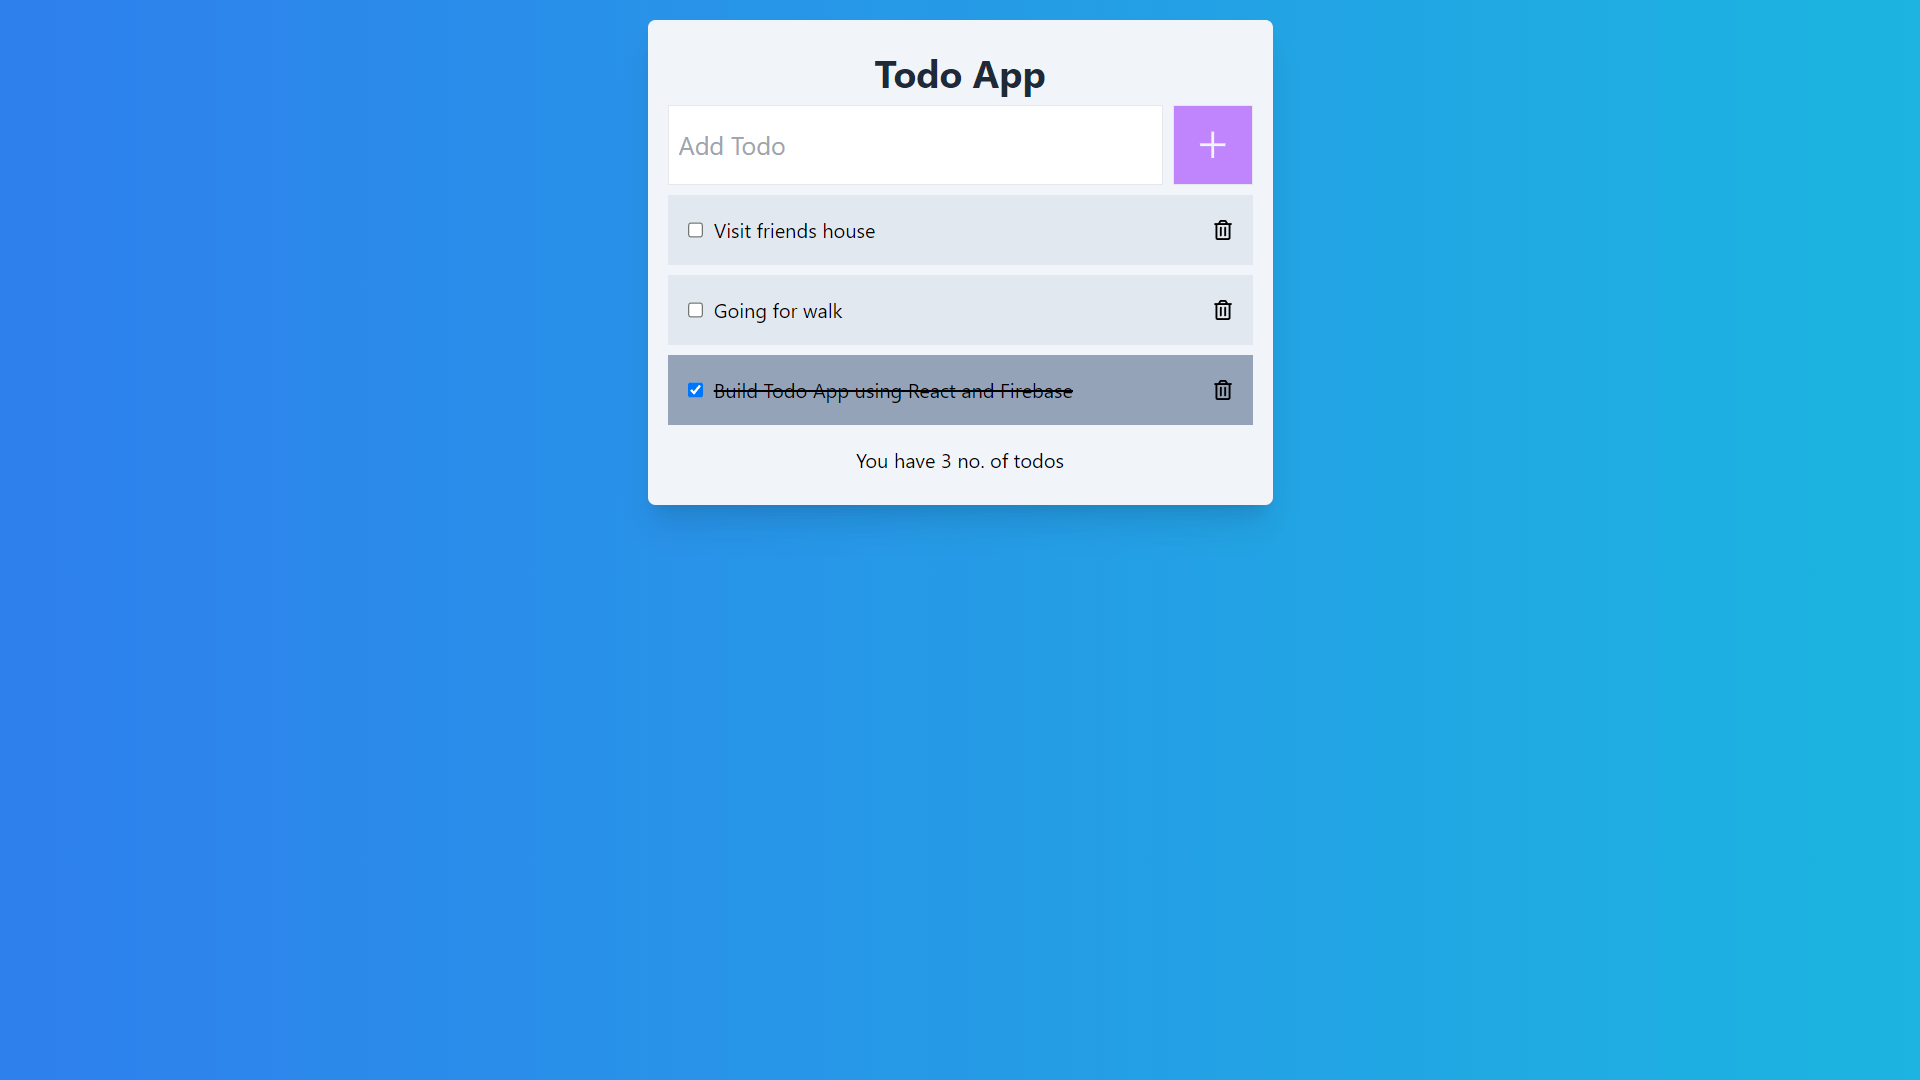 Todo App
Add Todo
Visit friends house
Going for walk
Build Todo App using React and Firebase
You have 3 no. of todos